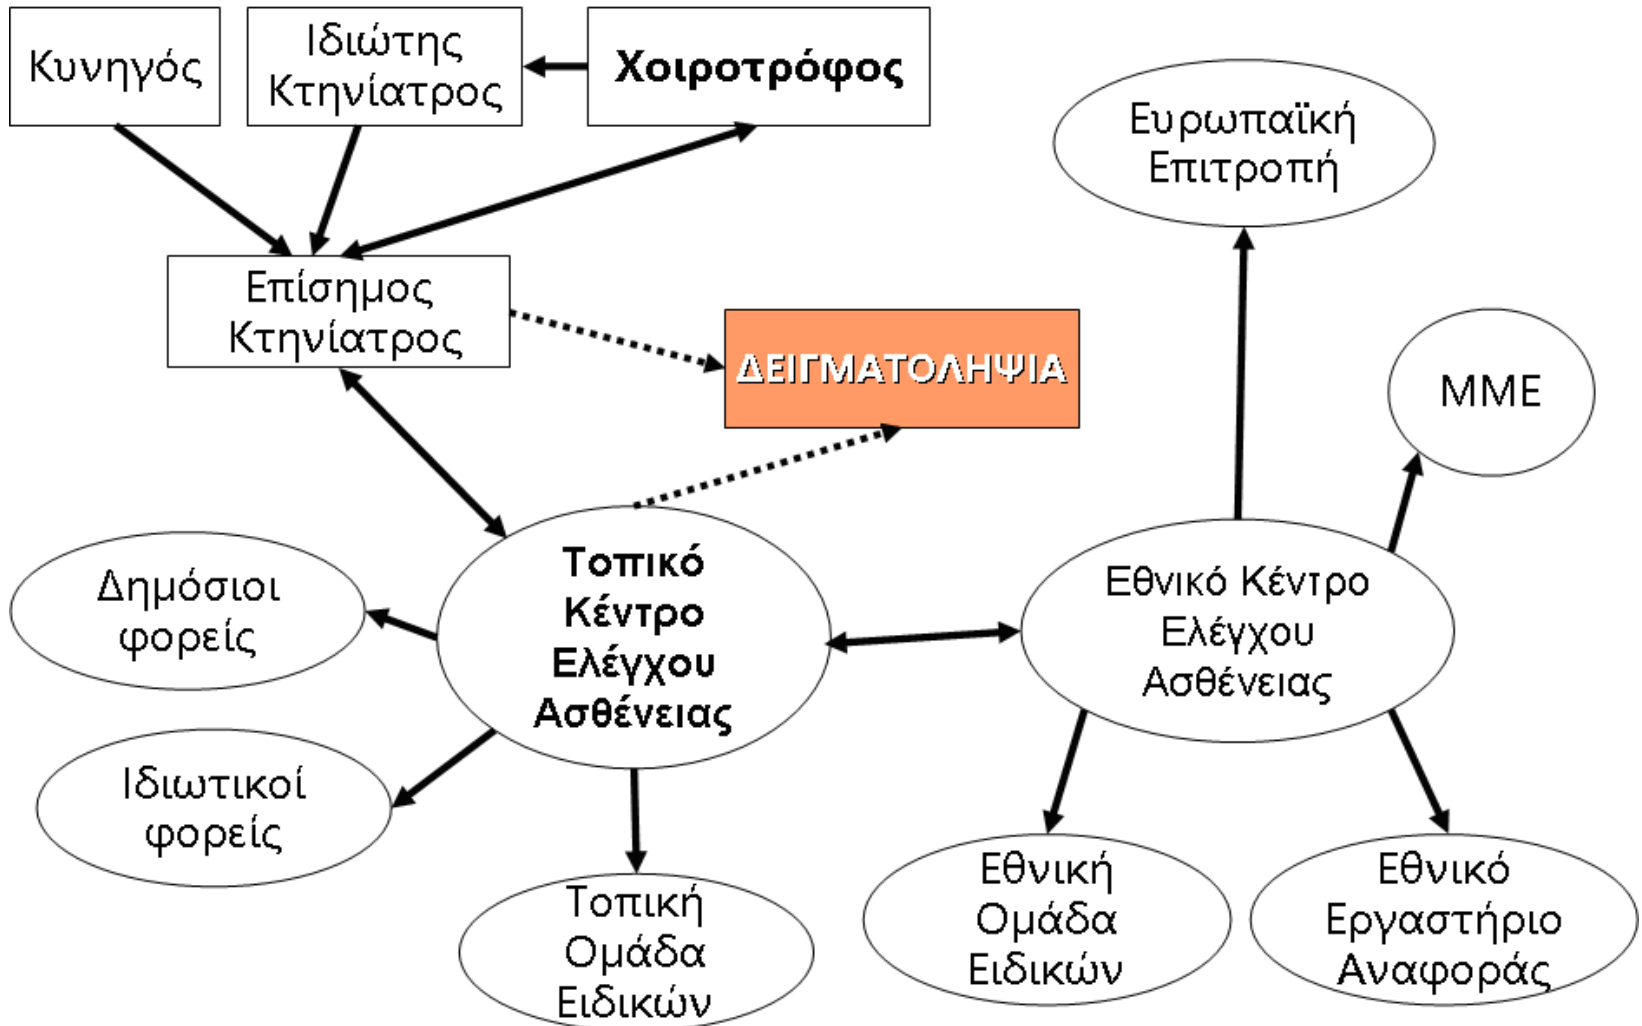 Κυνηγός
Ιδιώτης
Κτηνίατρος
Χοιροτρόφος
Ευρωπαϊκή
Επιτροπή
Επίσημος
Κτηνίατρος
ΔΕΙΓΜΑΤΟΛΗΨΙΑ
ΜΜΕ
Τοπικό
Κέντρο
Ελέγχου
Ασθένειας
Εθνικό Κέντρο
Ελέγχου
Ασθένειας
Δημόσιοι
φορείς
Ιδιωτικοί
φορείς
Τοπική
Ομάδα
Ειδικών
Εθνική
Ομάδα
Ειδικών
Εθνικό
Εργαστήριο
Αναφοράς